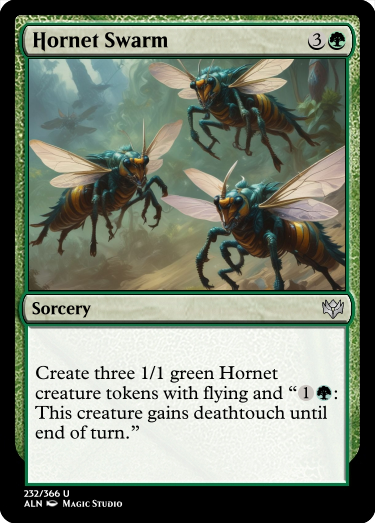 Hornet Swarm 3
Sorcery
Create three 1/1 green Hornet
creature tokens with flying and “1:
This creature gains deathtouch until
end of turn.”
232/366 U
ALN Magic Studio